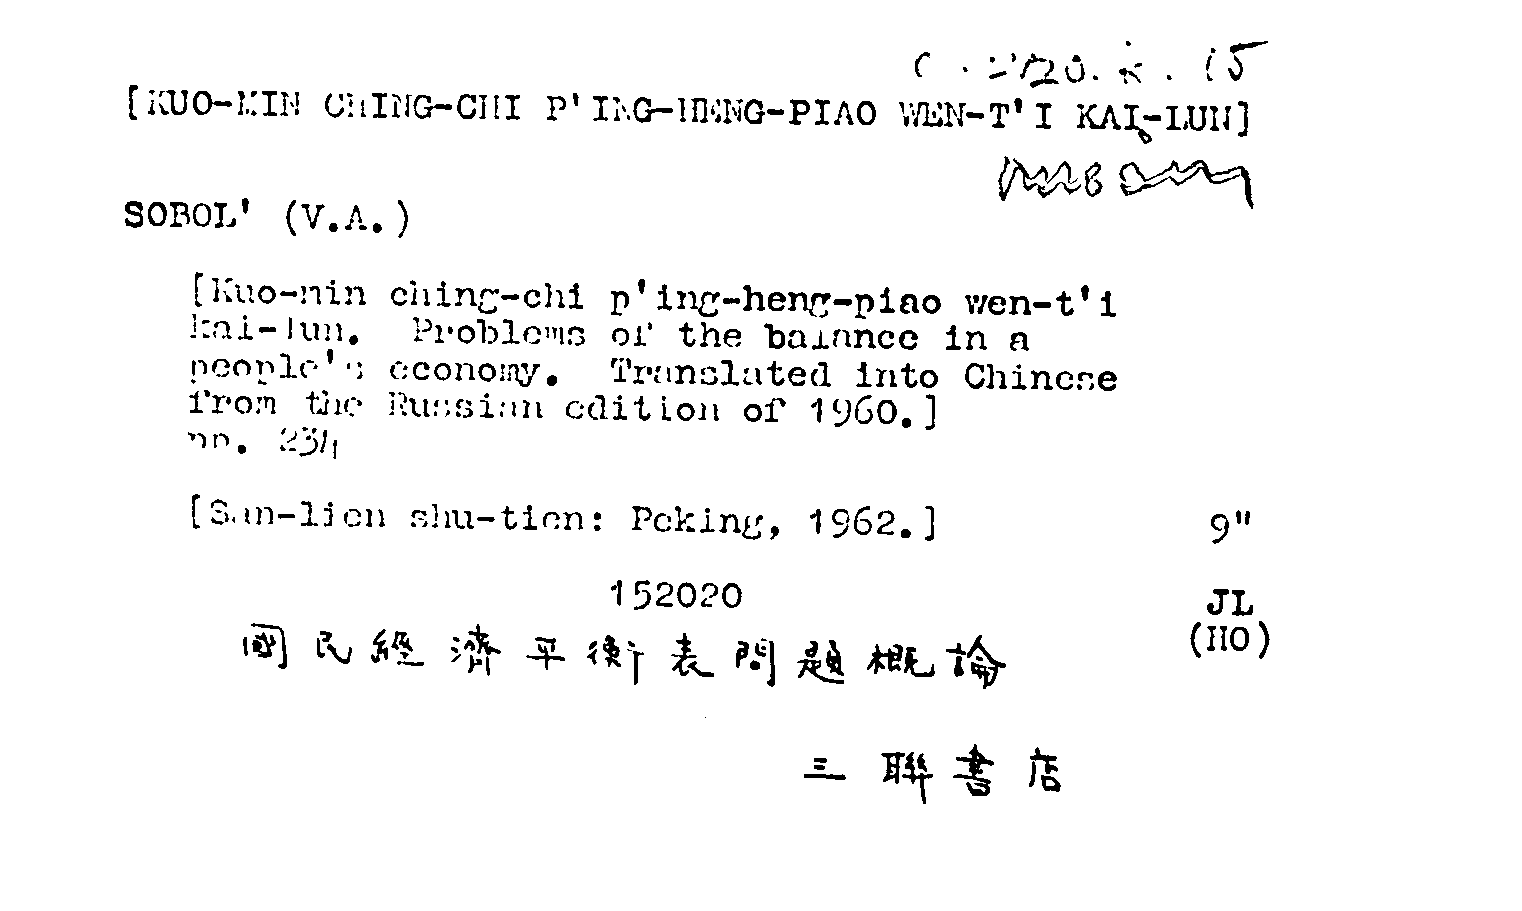 [KUO-MIN CHING-CHI P'ING-HENG-PIAO WEN-T'I KAI-LUN]
SOBOL' (V.A.)
[Kuo-min ching-chi p'ing-heng-piao wen-t'i
kai-lun. Problems of the balance in a
people's economy. Translated into Chinese
from the Russian edition of 1960.]
pp. 234
[San-lien shu-tien: Peking, 1962.] 9"
152020 JL
(HO)
國民經濟平衡表問題概論
三聯書店